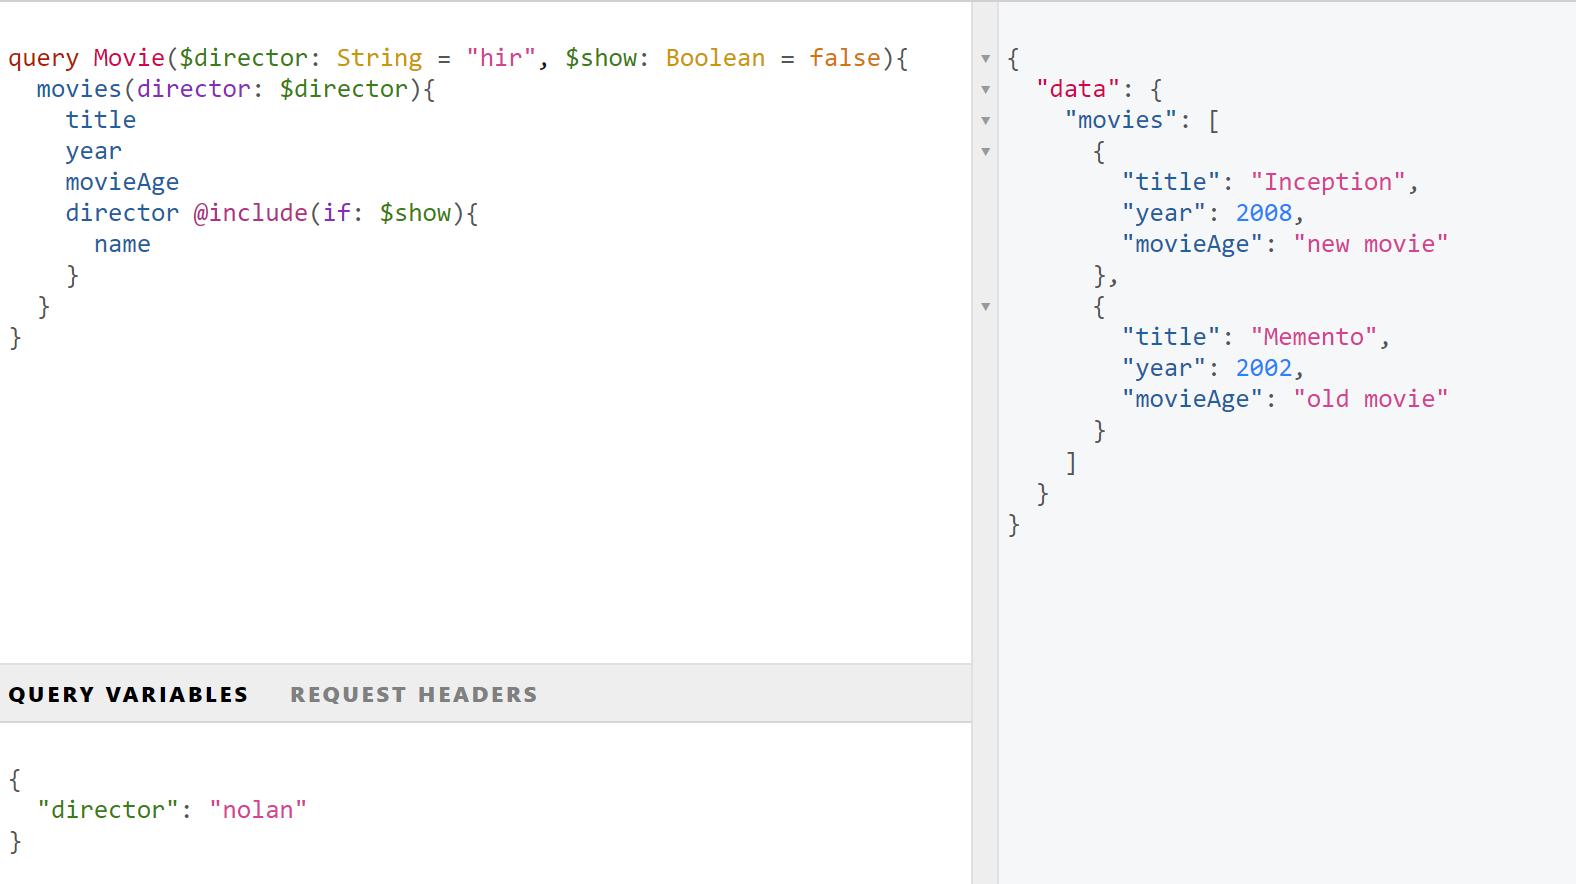 query Movie($director: String = "hir", $show: Boolean = false){
  movies(director: $director){
    title
    year
    movieAge
    director @include(if: $show){
      name
    }
  }
}
QUERY VARIABLES REQUEST HEADERS
{
  "director": "nolan"
}
{
  "data": {
    "movies": [
      {
        "title": "Inception",
        "year": 2008,
        "movieAge": "new movie"
      },
      {
        "title": "Memento",
        "year": 2002,
        "movieAge": "old movie"
      }
    ]
  }
}